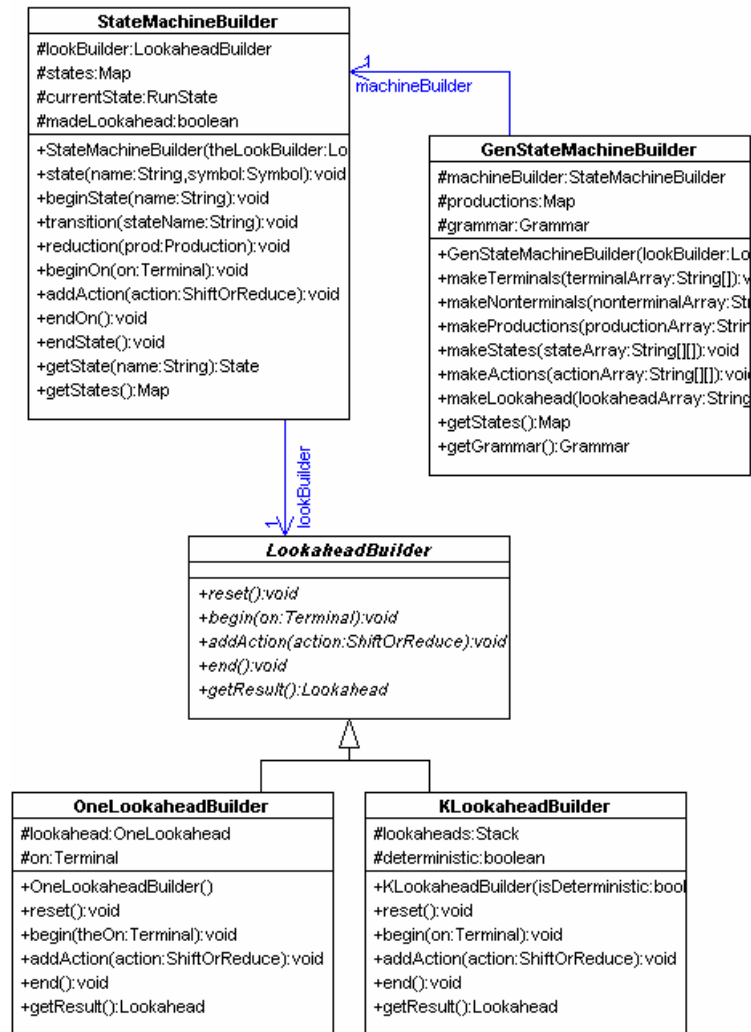 StateMachineBuilder
#lookBuilder:LookaheadBuilder
#states:Map
#currentState:RunState
#madeLookahead:boolean
+StateMachineBuilder(theLookBuilder:Lo
+state(name:String,symbol:Symbol):void
+beginState(name:String):void
+transition(stateName:String):void
+reduction(prod:Production):void
+beginOn(on:Terminal):void
+addAction(action:ShiftOrReduce):void
+endOn():void
+endState():void
+getState(name:String):State
+getStates():Map
1
machineBuilder
GenStateMachineBuilder
#machineBuilder:StateMachineBuilder
#productions:Map
#grammar:Grammar
+GenStateMachineBuilder(lookBuilder:Lo
+makeTerminals(terminalArray:String[]):v
+makeNonterminals(nonterminalArray:Str
+makeProductions(productionArray:String
+makeStates(stateArray:String[][]):void
+makeActions(actionArray:String[][]):void
+makeLookahead(lookaheadArray:String
+getStates():Map
+getGrammar():Grammar
1
lookBuilder
LookaheadBuilder
+reset():void
+begin(on:Terminal):void
+addAction(action:ShiftOrReduce):void
+end():void
+getResult():Lookahead
OneLookaheadBuilder
#lookahead:OneLookahead
#on:Terminal
+OneLookaheadBuilder()
+reset():void
+begin(theOn:Terminal):void
+addAction(action:ShiftOrReduce):void
+end():void
+getResult():Lookahead
KLookaheadBuilder
#lookaheads:Stack
#deterministic:boolean
+KLookaheadBuilder(isDeterministic:bool
+reset():void
+begin(on:Terminal):void
+addAction(action:ShiftOrReduce):void
+end():void
+getResult():Lookahead